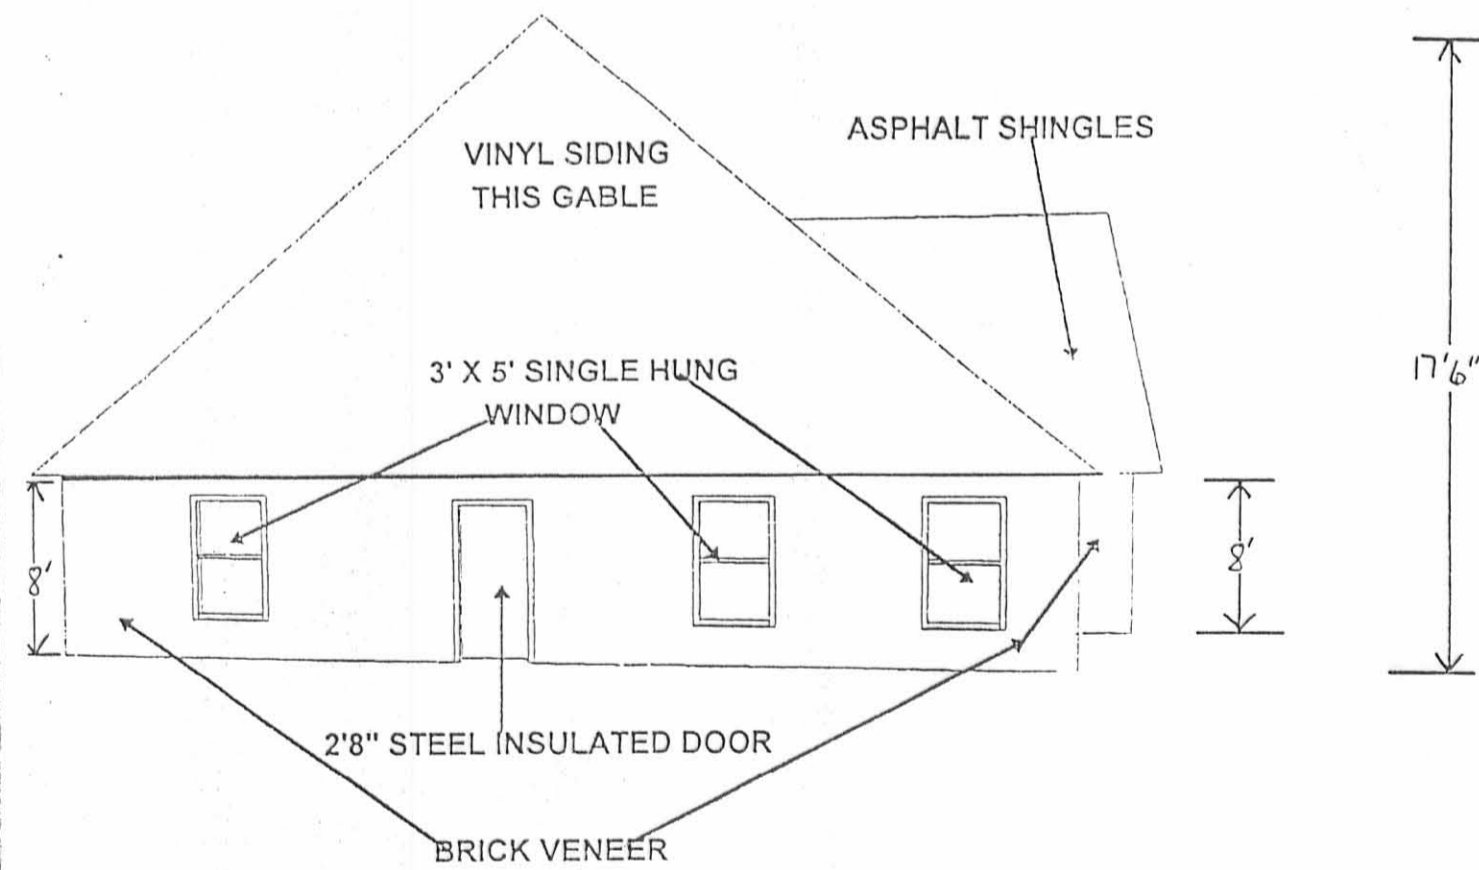 ASPHALT SHINGLES
VINYL SIDING
THIS GABLE
17'6"
3' X 5' SINGLE HUNG
WINDOW
8'
8'
2'8" STEEL INSULATED DOOR
BRICK VENEER